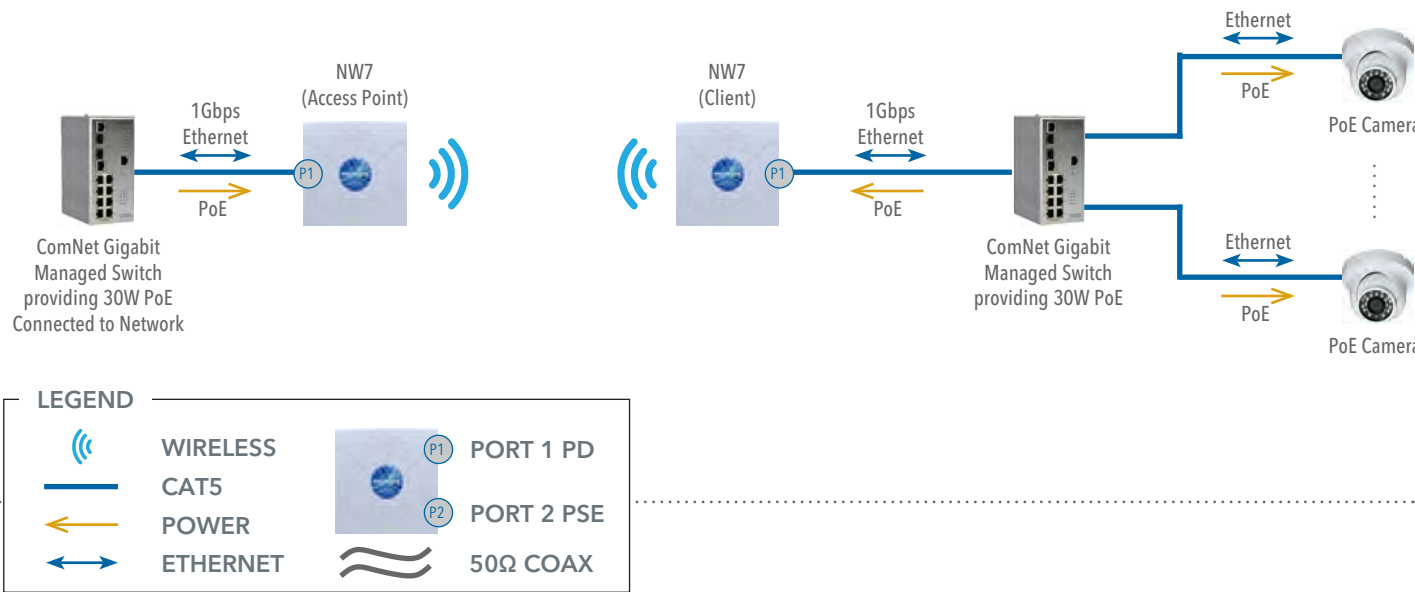 NW7
(Access Point)
1Gbps
Ethernet
P1
PoE
ComNet Gigabit
Managed Switch
providing 30W PoE
Connected to Network
NW7
(Client)
P1
1Gbps
Ethernet
PoE
ComNet Gigabit
Managed Switch
providing 30W PoE
Ethernet
PoE
PoE Camera
Ethernet
PoE
PoE Camera
LEGEND
WIRELESS
CAT5
POWER
ETHERNET
P1
PORT 1 PD
P2
PORT 2 PSE
50Ω COAX